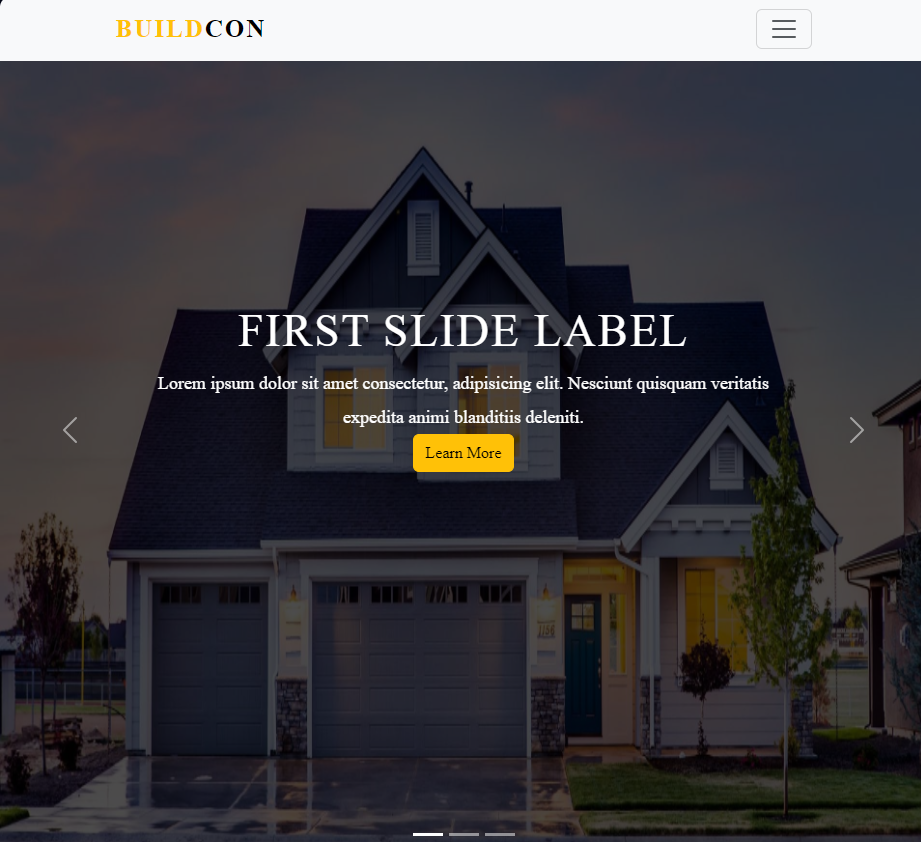 BUILDCON
FIRST SLIDE LABEL
Lorem ipsum dolor sit amet consectetur, adipisicing elit. Nesciunt quisquam veritatis
expedita animi blanditiis deleniti.
Learn More